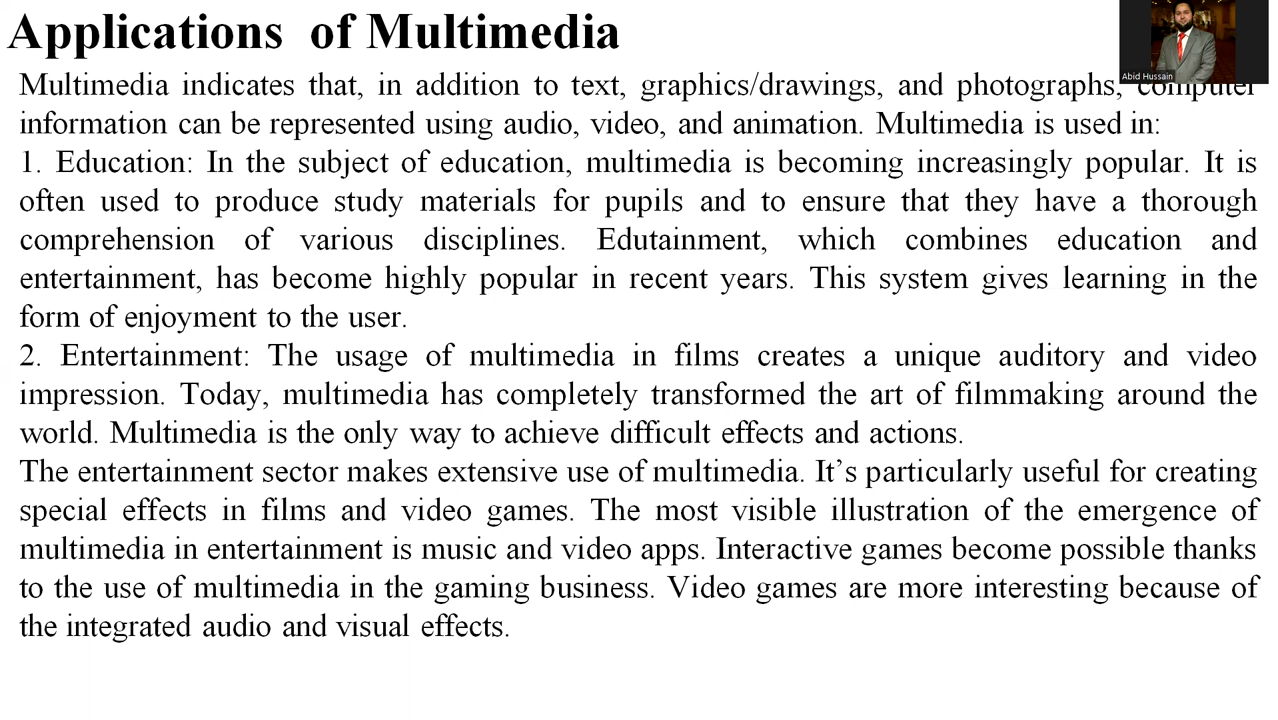 Applications of Multimedia
Abid Hussain
Multimedia indicates that, in addition to text, graphics/drawings, and photographs, computer
information can be represented using audio, video, and animation. Multimedia is used in:
1. Education: In the subject of education, multimedia is becoming increasingly popular. It is
often used to produce study materials for pupils and to ensure that they have a thorough
comprehension of various disciplines. Edutainment, which combines education and
entertainment, has become highly popular in recent years. This system gives learning in the
form of enjoyment to the user.
2. Entertainment: The usage of multimedia in films creates a unique auditory and video
impression. Today, multimedia has completely transformed the art of filmmaking around the
world. Multimedia is the only way to achieve difficult effects and actions.
The entertainment sector makes extensive use of multimedia. It’s particularly useful for creating
special effects in films and video games. The most visible illustration of the emergence of
multimedia in entertainment is music and video apps. Interactive games become possible thanks
to the use of multimedia in the gaming business. Video games are more interesting because of
the integrated audio and visual effects.